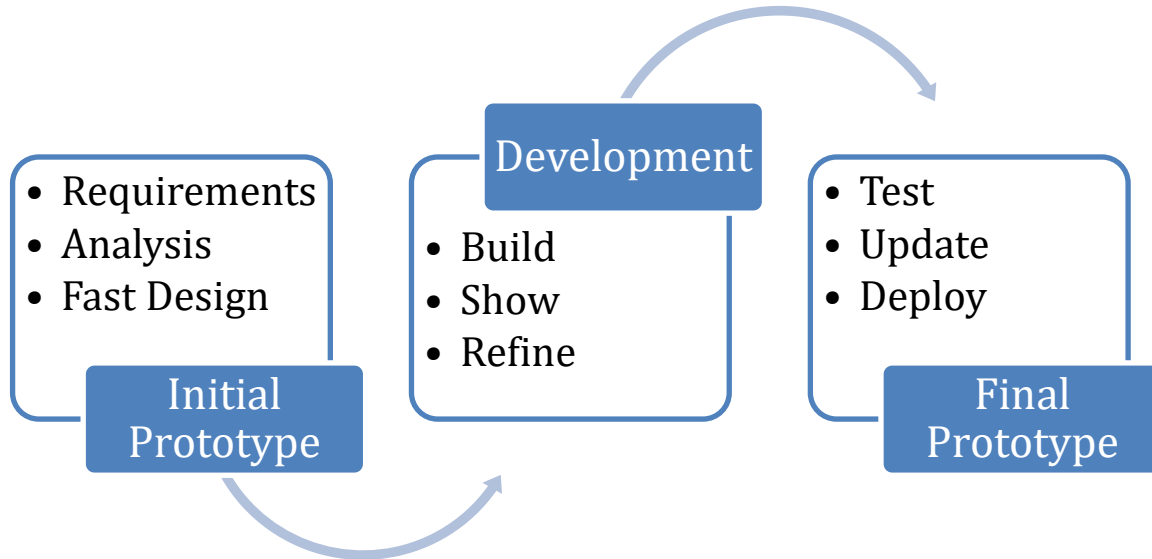 • Requirements
• Analysis
• Fast Design
Initial
Prototype
Development
• Build
• Show
• Refine
• Test
• Update
• Deploy
Final
Prototype